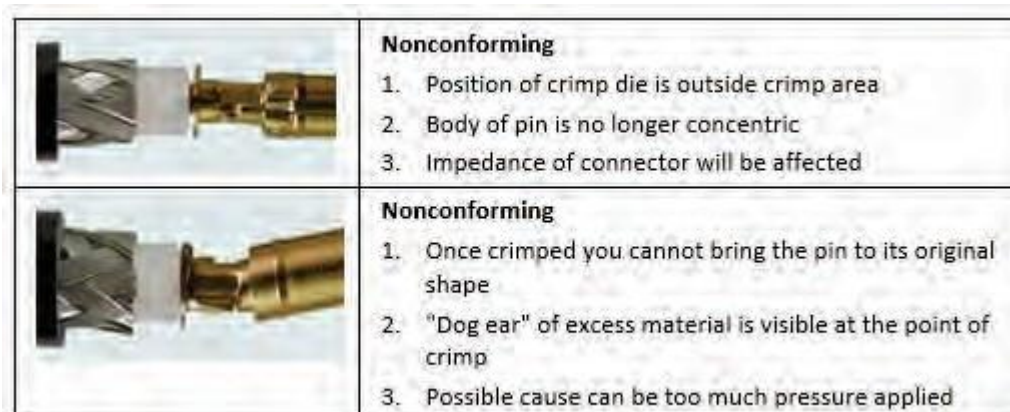 Nonconforming
1. Position of crimp die is outside crimp area
2. Body of pin is no longer concentric
3. Impedance of connector will be affected
Nonconforming
1. Once crimped you cannot bring the pin to its original
shape
2. "Dog ear" of excess material is visible at the point of
crimp
3. Possible cause can be too much pressure applied